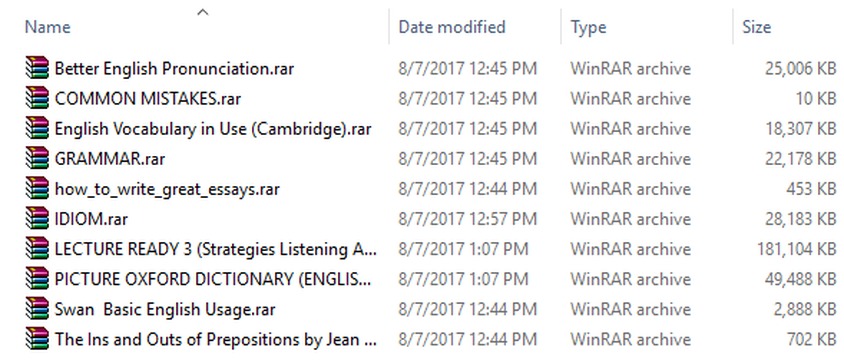 Name Date modified Type Size
Better English Pronunciation.rar 8/7/2017 12:45 PM WinRAR archive 25,006 KB
COMMON MISTAKES.rar 8/7/2017 12:45 PM WinRAR archive 10 KB
English Vocabulary in Use (Cambridge).rar 8/7/2017 12:45 PM WinRAR archive 18,307 KB
GRAMMAR.rar 8/7/2017 12:45 PM WinRAR archive 22,178 KB
how_to_write_great_essays.rar 8/7/2017 12:44 PM WinRAR archive 453 KB
IDIOM.rar 8/7/2017 12:57 PM WinRAR archive 28,183 KB
LECTURE READY 3 (Strategies Listening A... 8/7/2017 1:07 PM WinRAR archive 181,104 KB
PICTURE OXFORD DICTIONARY (ENGLIS... 8/7/2017 1:07 PM WinRAR archive 49,488 KB
Swan  Basic English Usage.rar 8/7/2017 12:44 PM WinRAR archive 2,888 KB
The Ins and Outs of Prepositions by Jean ... 8/7/2017 12:44 PM WinRAR archive 702 KB